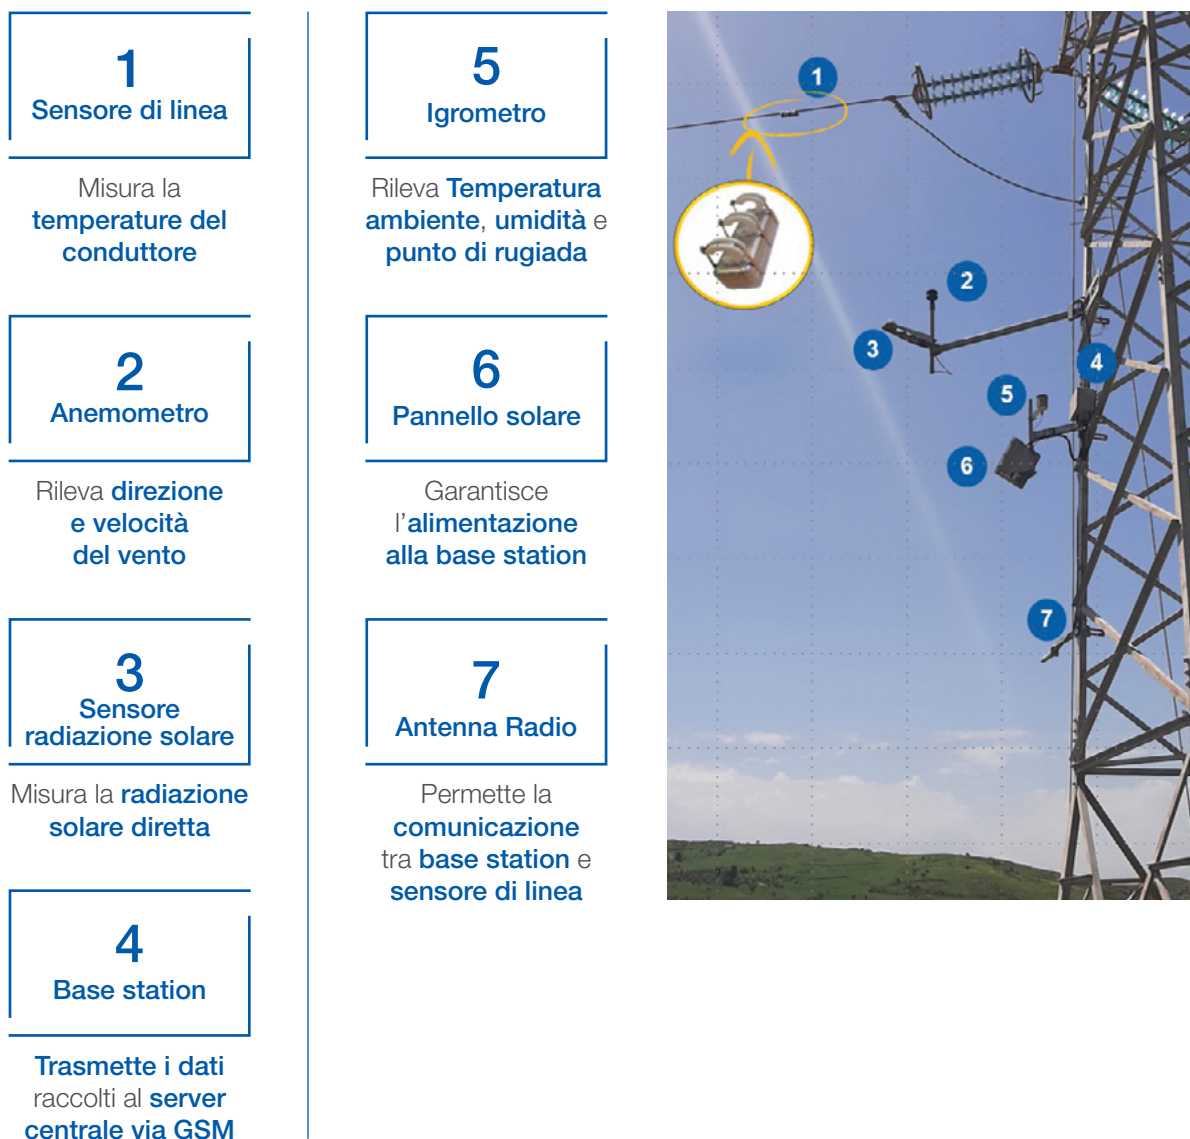 1
Sensore di linea
Misura la
temperature del
conduttore
2
Anemometro
Rileva direzione
e velocità
del vento
3
Sensore
radiazione solare
Misura la radiazione
solare diretta
4
Base station
Trasmette i dati
raccolti al server
centrale via GSM
5
Igrometro
Rileva Temperatura
ambiente, umidità e
punto di rugiada
6
Pannello solare
Garantisce
l'alimentazione
alla base station
7
Antenna Radio
Permette la
comunicazione
tra base station e
sensore di linea
1
2
3
4
5
6
7